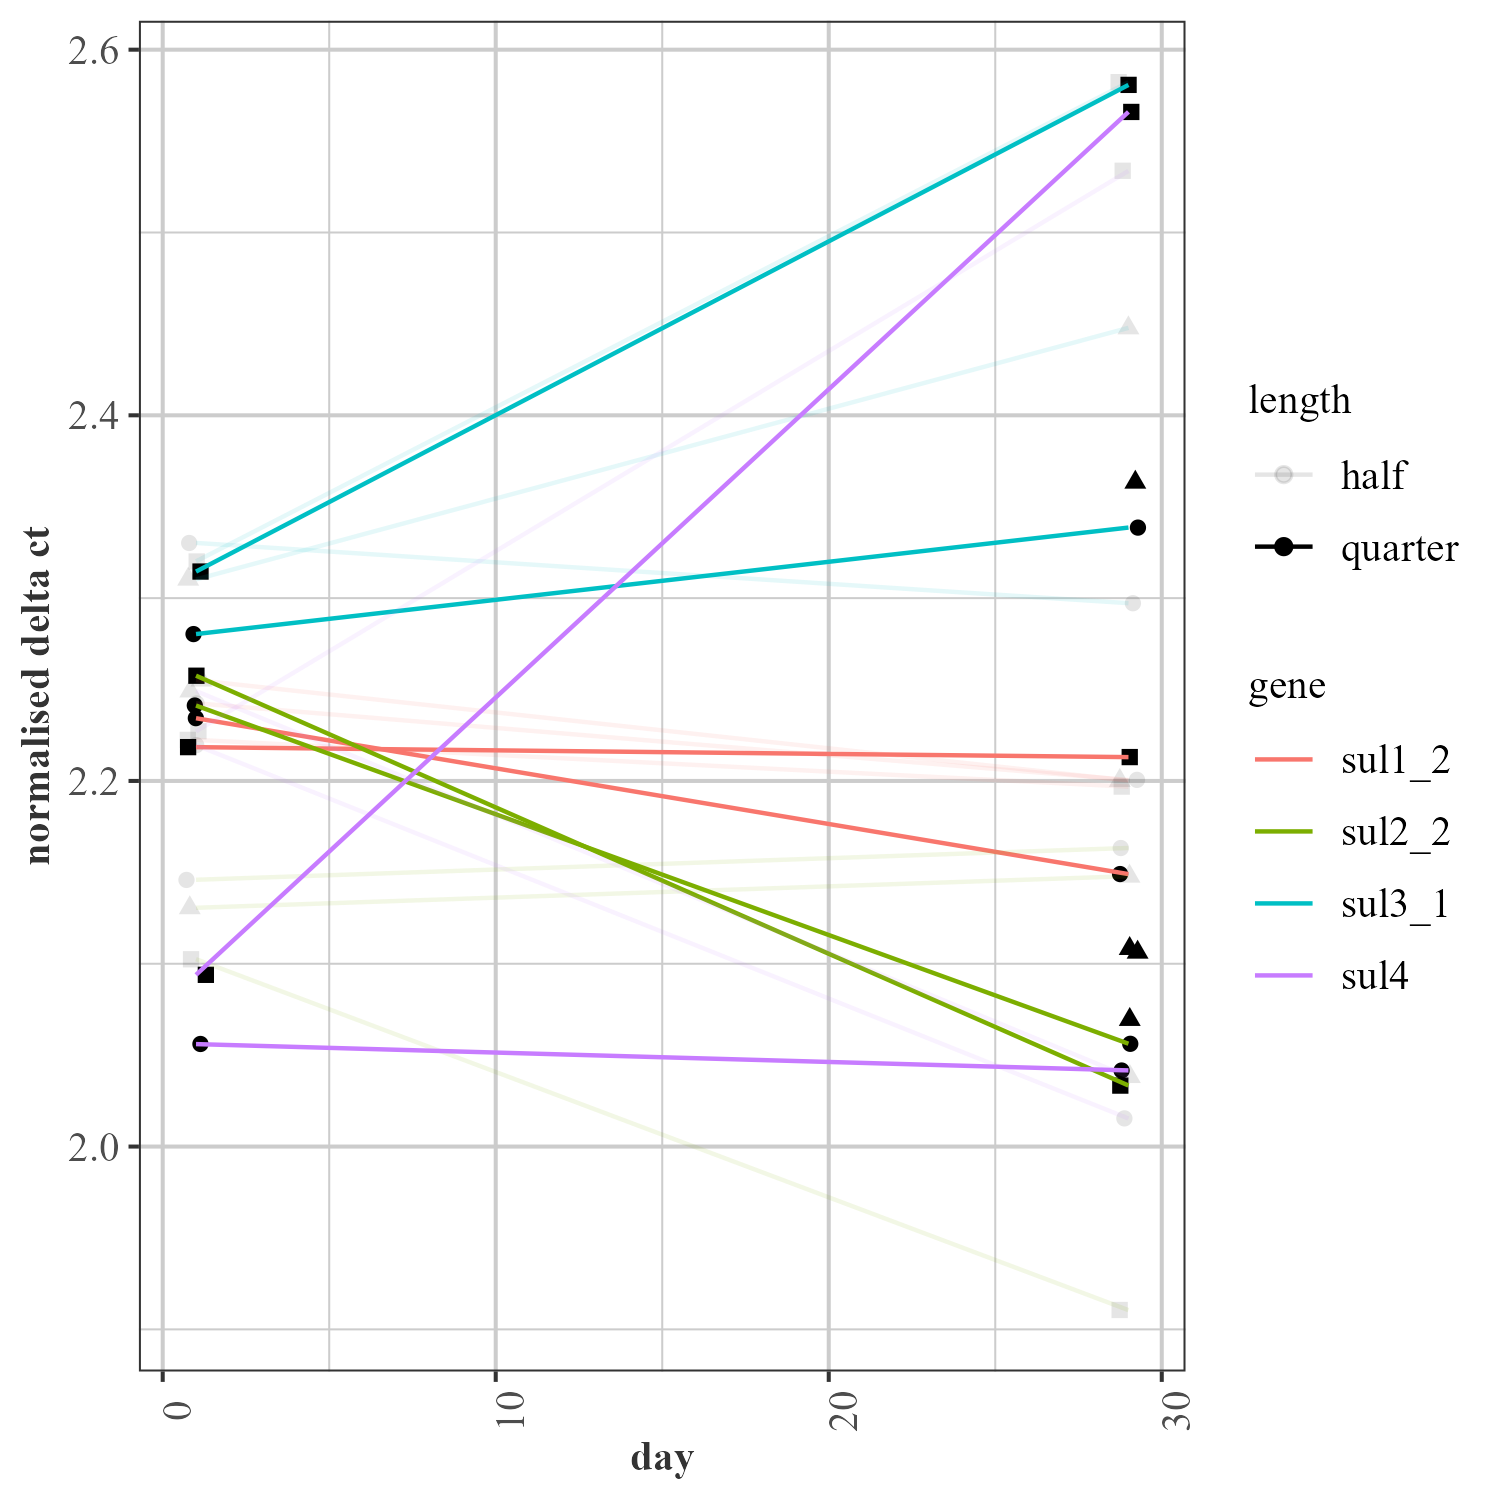 2.6
2.4
2.2
2.0
normalised delta ct
0
10
20
30
day
length
half
quarter
gene
sul1_2
sul2_2
sul3_1
sul4